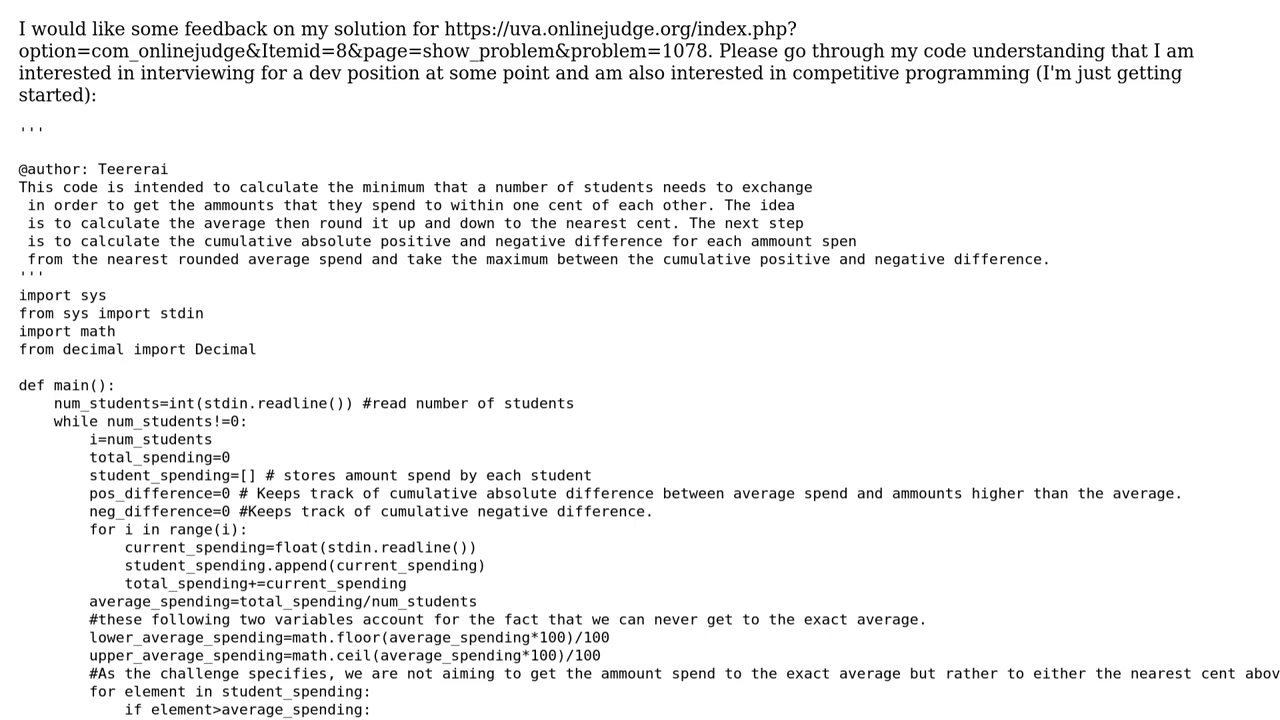 I would like some feedback on my solution for https://uva.onlinejudge.org/index.php?
option=com_onlinejudge&Itemid=8&page=show_problem&problem=1078. Please go through my code understanding that I am
interested in interviewing for a dev position at some point and am also interested in competitive programming (I'm just getting
started):
'''
@author: Teererai
This code is intended to calculate the minimum that a number of students needs to exchange
 in order to get the ammounts that they spend to within one cent of each other. The idea
 is to calculate the average then round it up and down to the nearest cent. The next step
 is to calculate the cumulative absolute positive and negative difference for each ammount spen
 from the nearest rounded average spend and take the maximum between the cumulative positive and negative difference.
'''
import sys
from sys import stdin
import math
from decimal import Decimal
def main():
    num_students=int(stdin.readline()) #read number of students
    while num_students!=0:
        i=num_students
        total_spending=0
        student_spending=[] # stores amount spend by each student
        pos_difference=0 # Keeps track of cumulative absolute difference between average spend and ammounts higher than the average.
        neg_difference=0 #Keeps track of cumulative negative difference.
        for i in range(i):
            current_spending=float(stdin.readline())
            student_spending.append(current_spending)
            total_spending+=current_spending
        average_spending=total_spending/num_students
        #these following two variables account for the fact that we can never get to the exact average.
        lower_average_spending=math.floor(average_spending*100)/100
        upper_average_spending=math.ceil(average_spending*100)/100
        #As the challenge specifies, we are not aiming to get the ammount spend to the exact average but rather to either the nearest cent abov
        for element in student_spending:
            if element>average_spending: